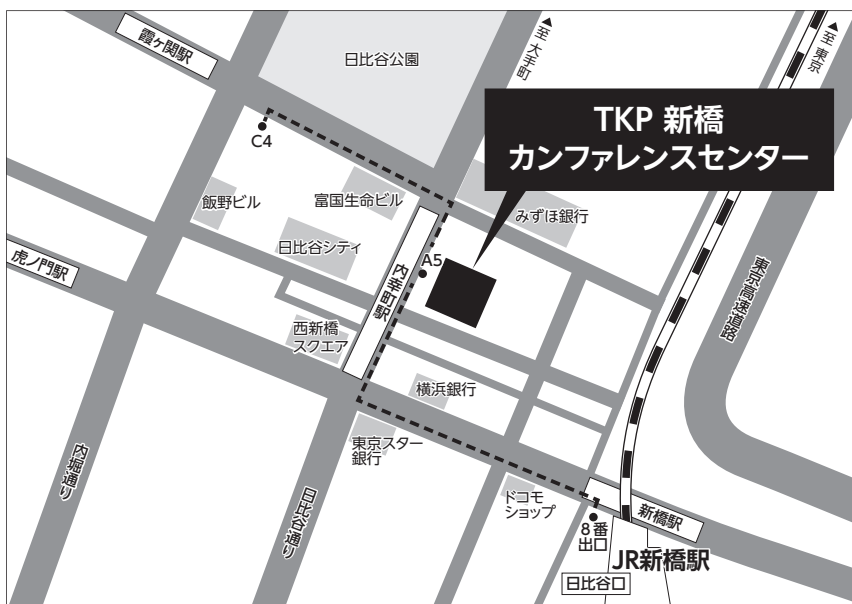 霞ヶ関駅
日比谷公園
▲至 大手町
▲至 東京
TKP 新橋
カンファレンスセンター
C4
飯野ビル
富国生命ビル
みずほ銀行
日比谷シティ
A5
虎ノ門駅
内幸町駅
東京高速道路
西新橋
スクエア
横浜銀行
東京スター
銀行
内堀通り
日比谷通り
ドコモ
ショップ
新橋駅
8番
出口
JR新橋駅
日比谷口